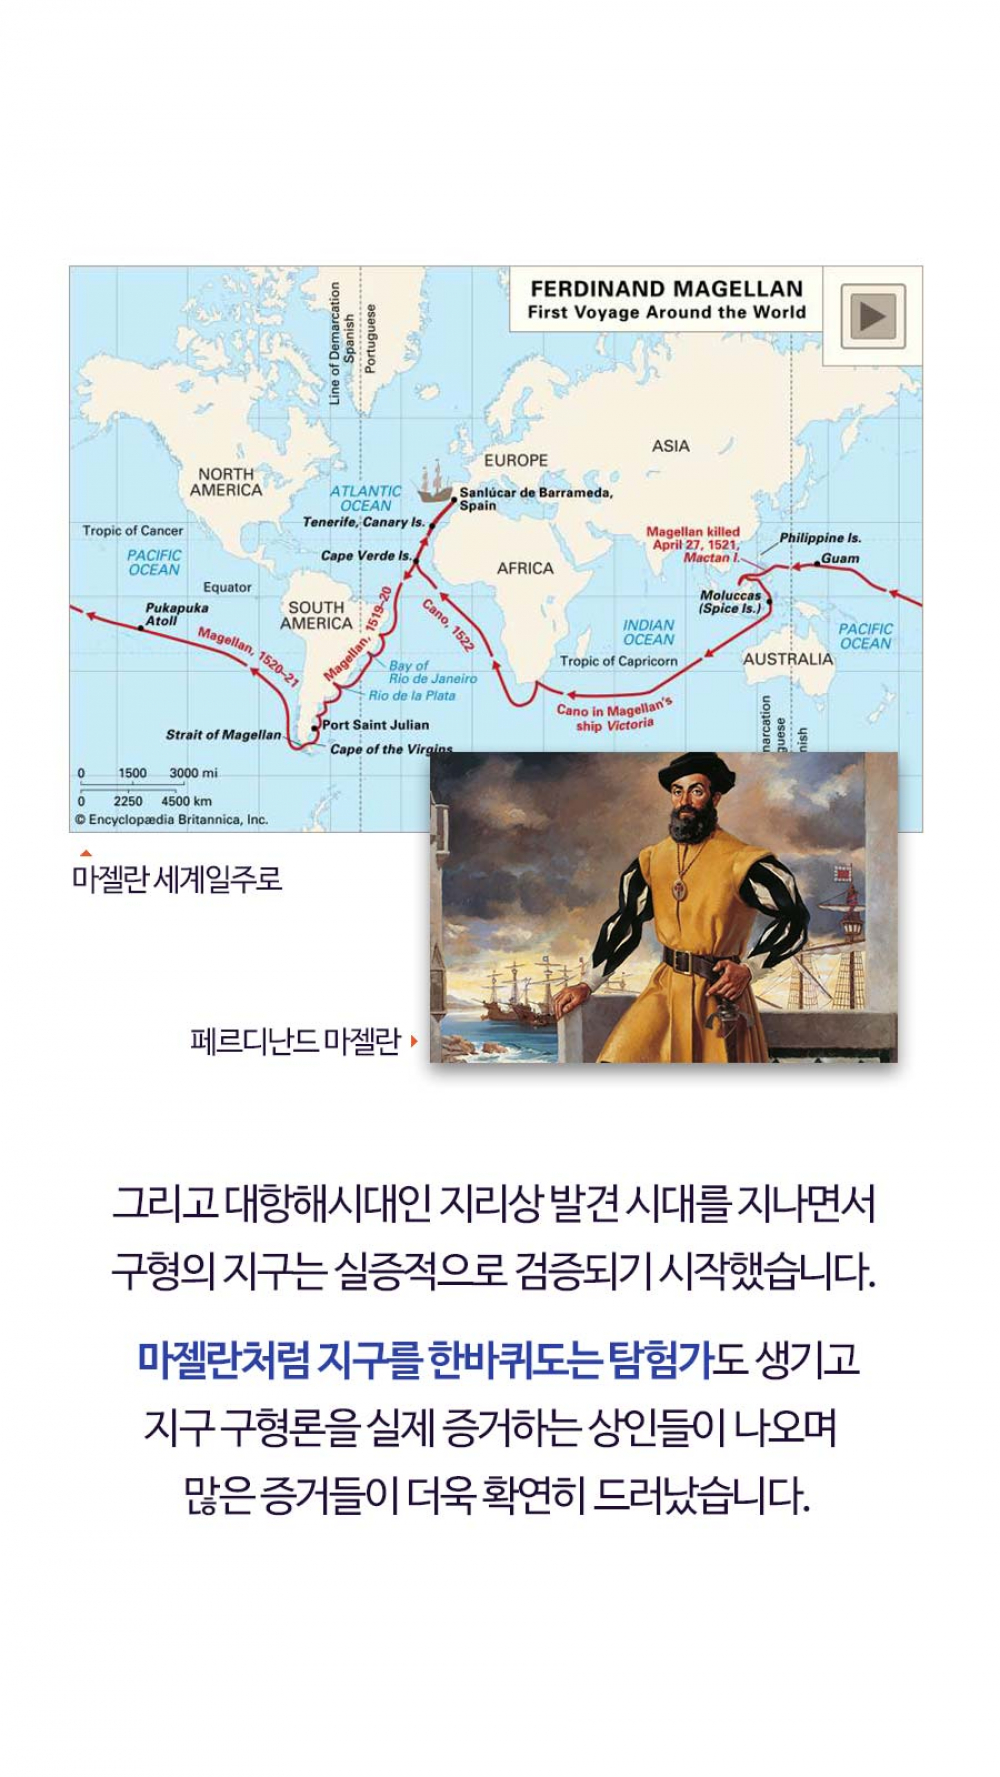 FERDINAND MAGELLAN
First Voyage Around the World
Line of Demarcation
Spanish
Portuguese
NORTH
AMERICA
ATLANTIC
OCEAN
EUROPE
ASIA
Sanlúcar de Barrameda,
Spain
Tenerife, Canary Is.
Tropic of Cancer
PACIFIC
OCEAN
Cape Verde Is.
AFRICA
Magellan killed
April 27, 1521,
Mactan I.
Philippine Is.
Guam
Equator
Pukapuka
Atoll
SOUTH
AMERICA
Magellan, 1519–20
Cano, 1522
Moluccas
(Spice Is.)
INDIAN
OCEAN
PACIFIC
OCEAN
Magellan, 1520–21
Bay of
Rio de Janeiro
Rio de la Plata
Tropic of Capricorn
AUSTRALIA
Cano in Magellan's
ship Victoria
Port Saint Julian
Strait of Magellan
Cape of the Virgins
marcation
guese
nish
0 1500 3000 mi
0 2250 4500 km
© Encyclopædia Britannica, Inc.
마젤란 세계일주로
페르디난드 마젤란
그리고 대항해시대인 지리상 발견 시대를 지나면서
구형의 지구는 실증적으로 검증되기 시작했습니다.
마젤란처럼 지구를 한바퀴도는 탐험가도 생기고
지구 구형론을 실제 증거하는 상인들이 나오며
많은 증거들이 더욱 확연히 드러났습니다.